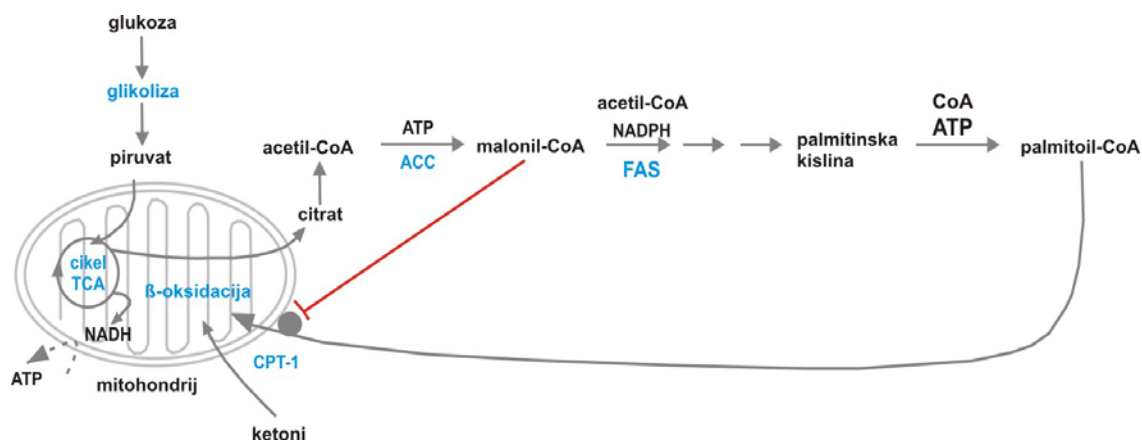 glukoza
glikoliza
piruvat
acetil-CoA
citrat
ATP
ACC
malonil-CoA
acetil-CoA
NADPH
FAS
palmitinska
kislina
CoA
ATP
palmitoil-CoA
cikel
TCA
ß-oksidacija
NADH
ATP
mitohondrij
CPT-1
ketoni